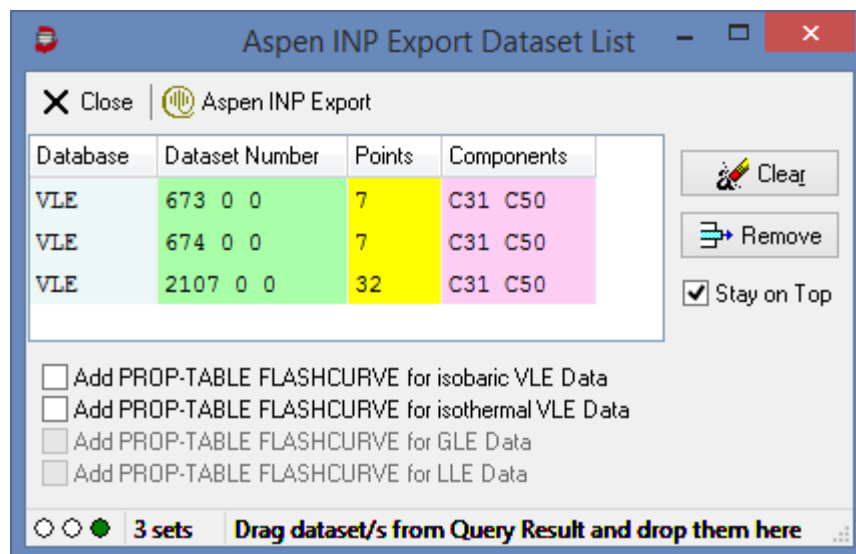 Aspen INP Export Dataset List
Close Aspen INP Export
Database Dataset Number Points Components
VLE 673 0 0 7 C31 C50
VLE 674 0 0 7 C31 C50
VLE 2107 0 0 32 C31 C50
Clear
Remove
Stay on Top
Add PROP-TABLE FLASHCURVE for isobaric VLE Data
Add PROP-TABLE FLASHCURVE for isothermal VLE Data
Add PROP-TABLE FLASHCURVE for GLE Data
Add PROP-TABLE FLASHCURVE for LLE Data
3 sets Drag dataset/s from Query Result and drop them here